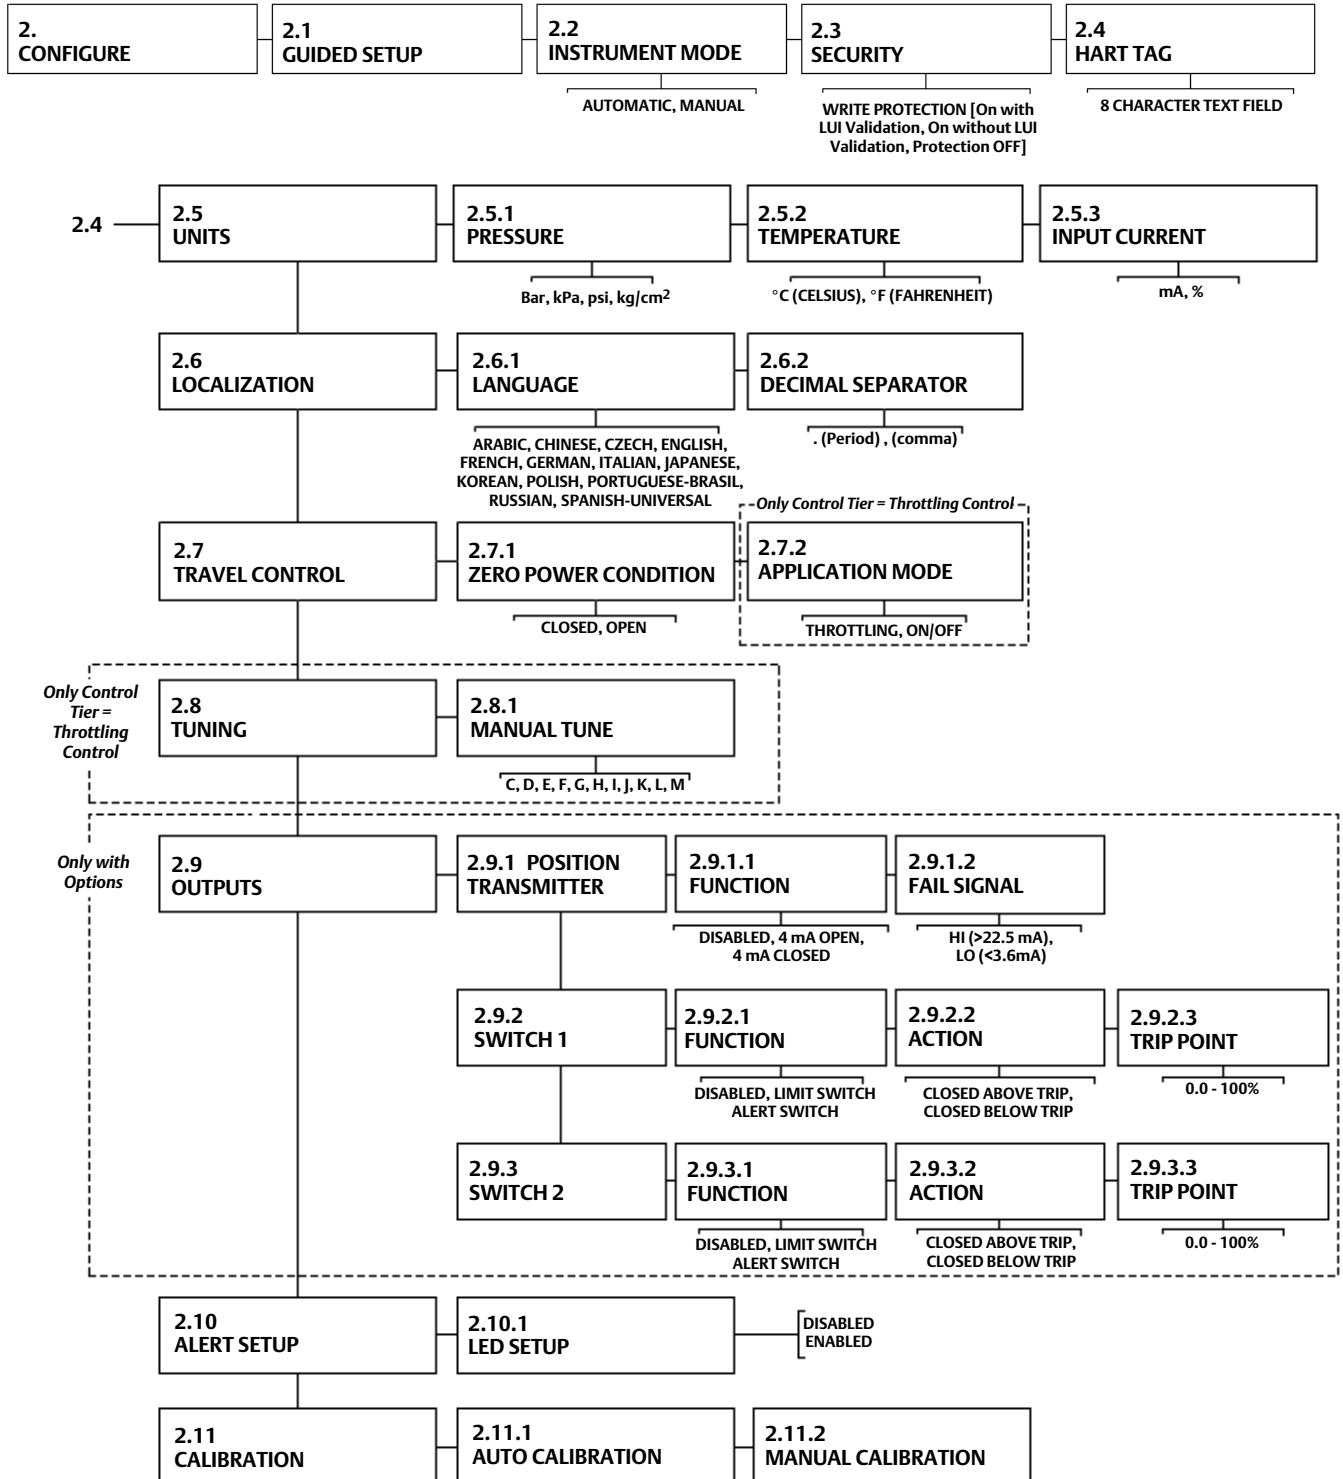 2.
CONFIGURE
2.1
GUIDED SETUP
2.2
INSTRUMENT MODE
AUTOMATIC, MANUAL
2.3
SECURITY
WRITE PROTECTION [On with
LUI Validation, On without LUI
Validation, Protection OFF]
2.4
HART TAG
8 CHARACTER TEXT FIELD
2.4
2.5
UNITS
2.5.1
PRESSURE
Bar, kPa, psi, kg/cm²
2.5.2
TEMPERATURE
°C (CELSIUS), °F (FAHRENHEIT)
2.5.3
INPUT CURRENT
mA, %
2.6
LOCALIZATION
2.6.1
LANGUAGE
ARABIC, CHINESE, CZECH, ENGLISH,
FRENCH, GERMAN, ITALIAN, JAPANESE,
KOREAN, POLISH, PORTUGUESE-BRASIL,
RUSSIAN, SPANISH-UNIVERSAL
2.6.2
DECIMAL SEPARATOR
. (Period) , (comma)
2.7
TRAVEL CONTROL
2.7.1
ZERO POWER CONDITION
CLOSED, OPEN
Only Control Tier = Throttling Control
2.7.2
APPLICATION MODE
THROTTLING, ON/OFF
Only Control
Tier =
Throttling
Control
2.8
TUNING
2.8.1
MANUAL TUNE
C, D, E, F, G, H, I, J, K, L, M
Only with
Options
2.9
OUTPUTS
2.9.1 POSITION
TRANSMITTER
2.9.1.1
FUNCTION
DISABLED, 4 mA OPEN,
4 mA CLOSED
2.9.1.2
FAIL SIGNAL
HI (>22.5 mA),
LO (<3.6mA)
2.9.2
SWITCH 1
2.9.2.1
FUNCTION
DISABLED, LIMIT SWITCH
ALERT SWITCH
2.9.2.2
ACTION
CLOSED ABOVE TRIP,
CLOSED BELOW TRIP
2.9.2.3
TRIP POINT
0.0 - 100%
2.9.3
SWITCH 2
2.9.3.1
FUNCTION
DISABLED, LIMIT SWITCH
ALERT SWITCH
2.9.3.2
ACTION
CLOSED ABOVE TRIP,
CLOSED BELOW TRIP
2.9.3.3
TRIP POINT
0.0 - 100%
2.10
ALERT SETUP
2.10.1
LED SETUP
DISABLED
ENABLED
2.11
CALIBRATION
2.11.1
AUTO CALIBRATION
2.11.2
MANUAL CALIBRATION